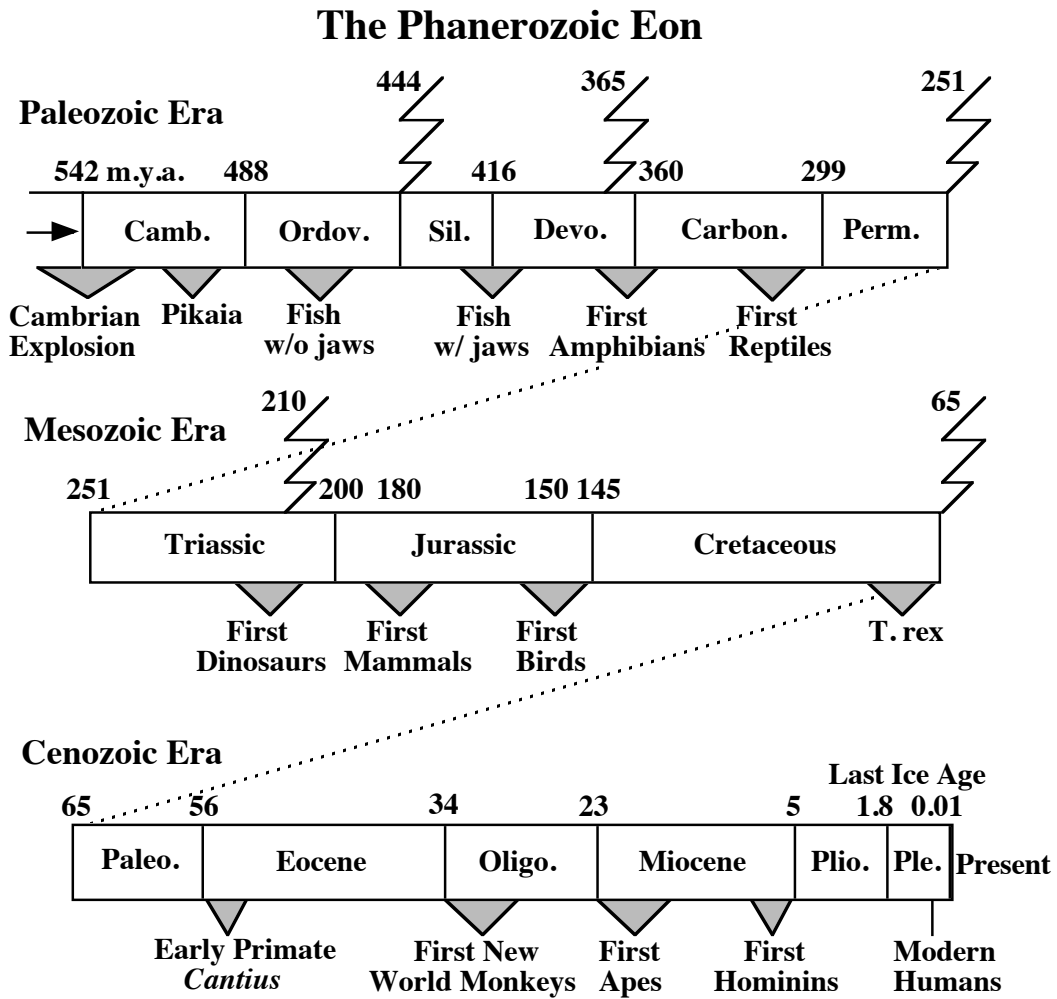 The Phanerozoic Eon
444 365 251
Paleozoic Era
542 m.y.a. 488 416 360 299
Camb. Ordov. Sil. Devo. Carbon. Perm.
Cambrian Pikaia Fish Fish First First
Explosion w/o jaws w/ jaws Amphibians Reptiles
210 65
Mesozoic Era
251 200 180 150 145
Triassic Jurassic Cretaceous
First First First T. rex
Dinosaurs Mammals Birds
Cenozoic Era
Last Ice Age
65 56 34 23 5 1.8 0.01
Paleo. Eocene Oligo. Miocene Plio. Ple. Present
Early Primate First New First First Modern
Cantius World Monkeys Apes Hominins Humans